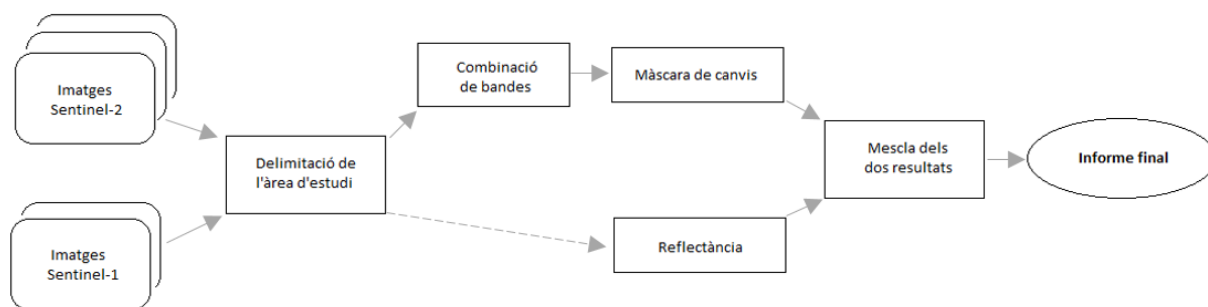 Imatges
Sentinel-2
Imatges
Sentinel-1
Delimitació de
l'àrea d'estudi
Combinació
de bandes
Màscara de canvis
Reflectància
Mescla dels
dos resultats
Informe final